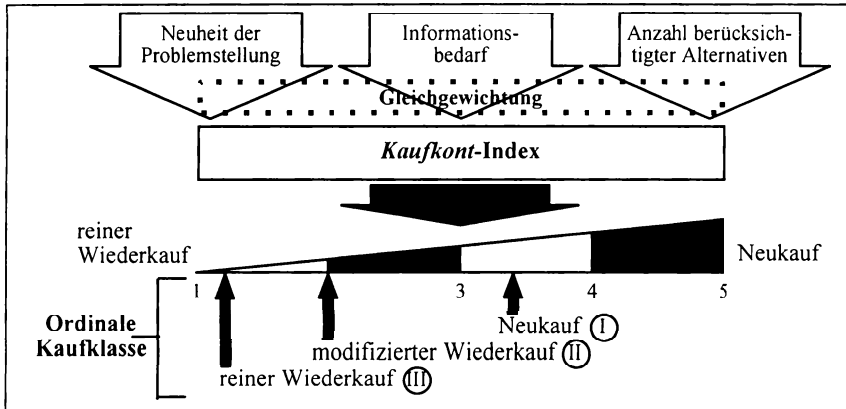 Neuheit der
Problemstellung
Informations-
bedarf
Anzahl berücksich-
tigter Alternativen
Gleichgewichtung
Kaufkont-Index
reiner
Wiederkauf
Neukauf
1 3 4 5
Ordinale
Kaufklasse
Neukauf I
modifizierter Wiederkauf II
reiner Wiederkauf III